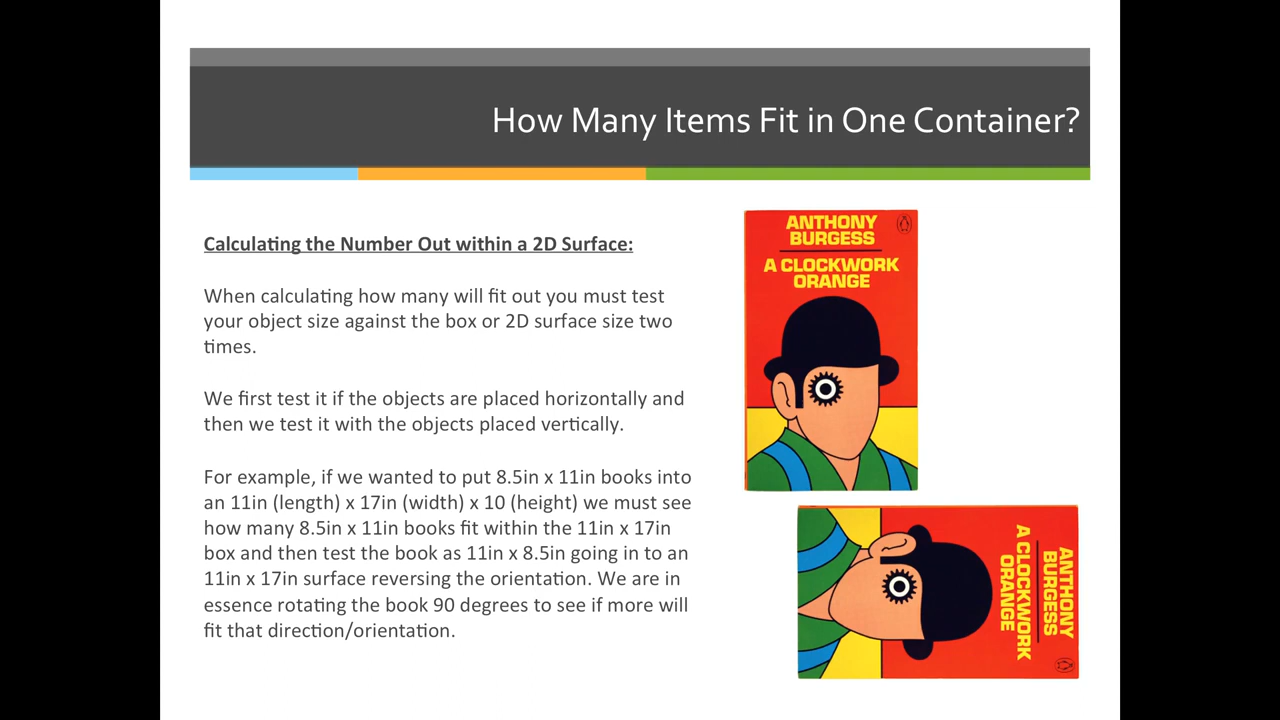 How Many Items Fit in One Container?
Calculating the Number Out within a 2D Surface:
When calculating how many will fit out you must test
your object size against the box or 2D surface size two
times.
We first test it if the objects are placed horizontally and
then we test it with the objects placed vertically.
For example, if we wanted to put 8.5in x 11in books into
an 11in (length) x 17in (width) x 10 (height) we must see
how many 8.5in x 11in books fit within the 11in x 17in
box and then test the book as 11in x 8.5in going in to an
11in x 17in surface reversing the orientation. We are in
essence rotating the book 90 degrees to see if more will
fit that direction/orientation.
ANTHONY
BURGESS
A CLOCKWORK
ORANGE
ANTHONY
BURGESS
A CLOCKWORK
ORANGE